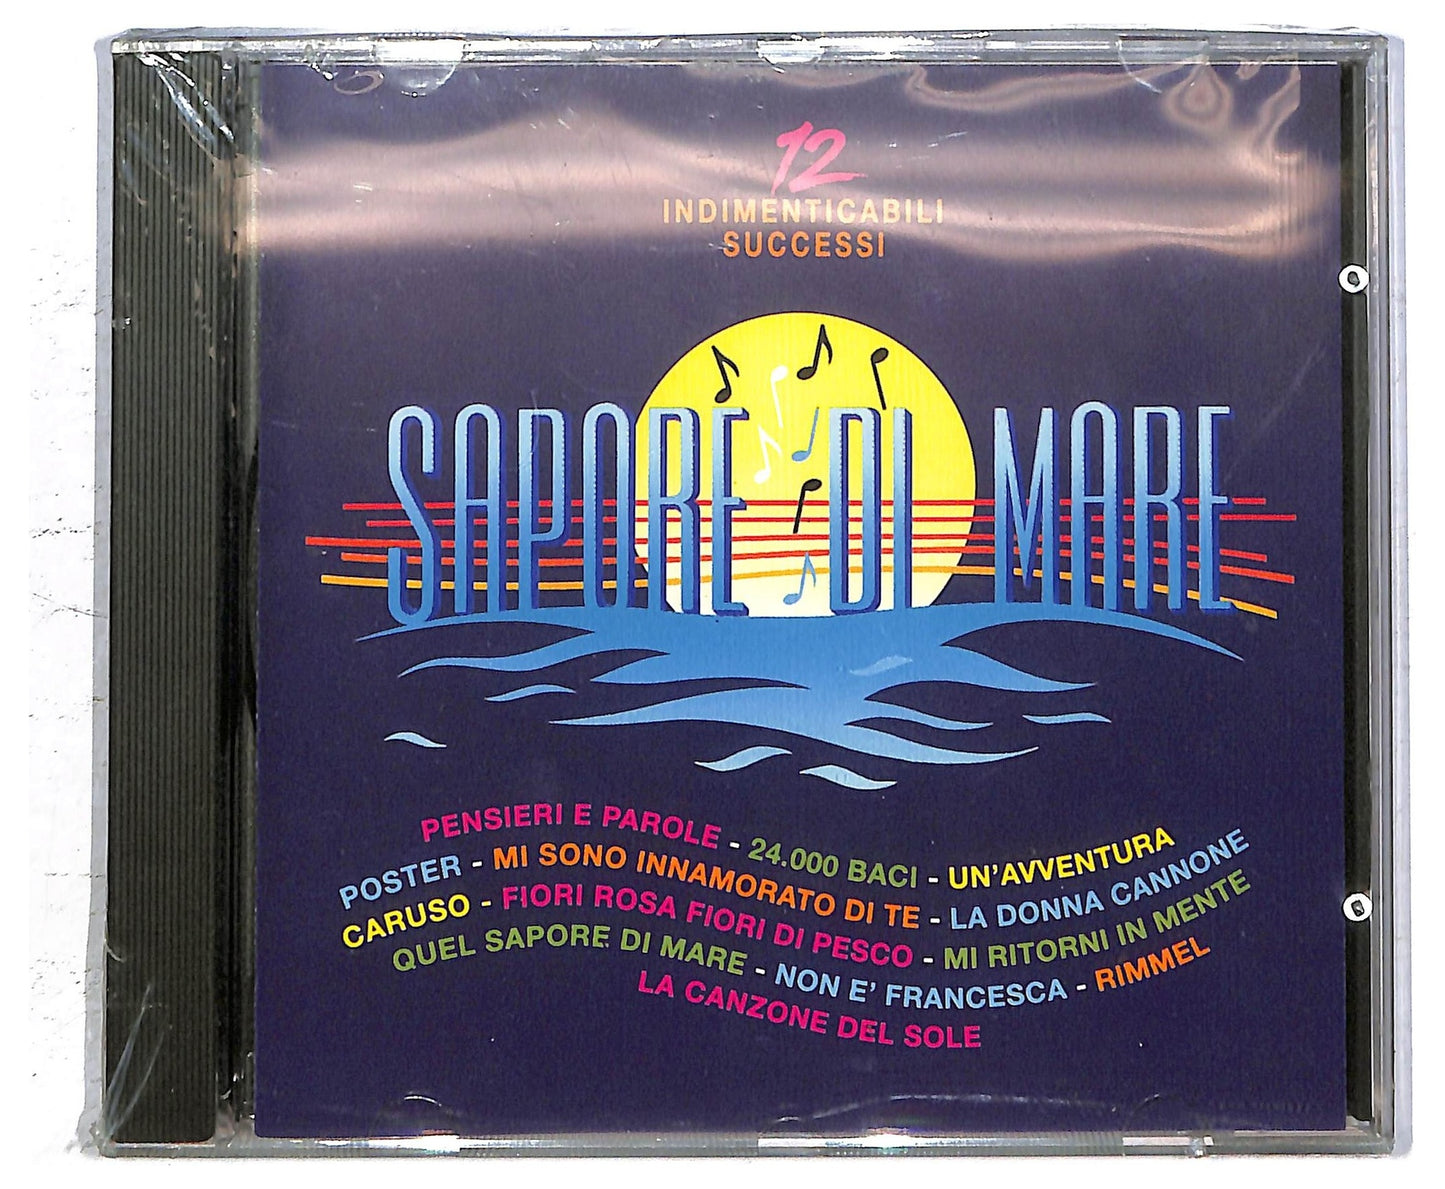 12
INDIMENTICABILI
SUCCESSI
SAPORE DI MARE
PENSIERI E PAROLE - 24.000 BACI - UN'AVVENTURA
POSTER - MI SONO INNAMORATO DI TE - LA DONNA CANNONE
CARUSO - FIORI ROSA FIORI DI PESCO - MI RITORNI IN MENTE
QUEL SAPORE DI MARE - NON E' FRANCESCA - RIMMEL
LA CANZONE DEL SOLE